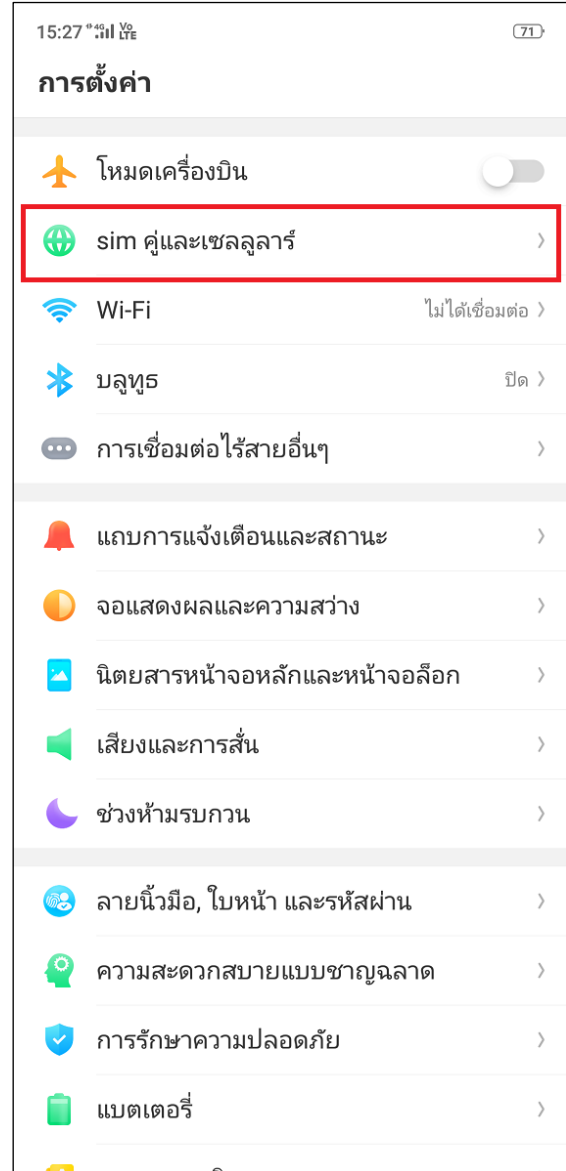 15:27 4G Vo LTE 71
การตั้งค่า
โหมดเครื่องบิน
sim คู่และเซลลูลาร์
Wi-Fi ไม่ได้เชื่อมต่อ
บลูทูธ ปิด
การเชื่อมต่อไร้สายอื่นๆ
แถบการแจ้งเตือนและสถานะ
จอแสดงผลและความสว่าง
นิตยสารหน้าจอหลักและหน้าจอล็อก
เสียงและการสั่น
ช่วงห้ามรบกวน
ลายนิ้วมือ, ใบหน้า และรหัสผ่าน
ความสะดวกสบายแบบชาญฉลาด
การรักษาความปลอดภัย
แบตเตอรี่